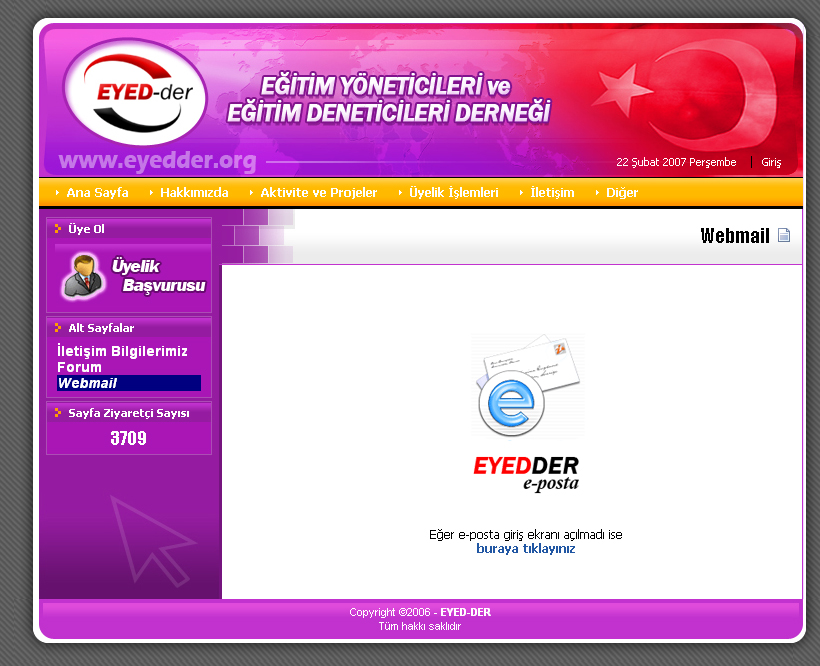 EYED-der
EĞİTİM YÖNETİCİLERİ ve
EĞİTİM DENETİCİLERİ DERNEĞİ
www.eyedder.org
22 Şubat 2007 Perşembe | Giriş
Ana Sayfa Hakkımızda Aktivite ve Projeler Üyelik İşlemleri İletişim Diğer
Üye Ol
Üyelik
Başvurusu
Alt Sayfalar
İletişim Bilgilerimiz
Forum
Webmail
Sayfa Ziyaretçi Sayısı
3709
Webmail
EYEDDER
e-posta
Eğer e-posta giriş ekranı açılmadı ise
buraya tıklayınız
Copyright ©2006 - EYED-DER
Tüm hakkı saklıdır